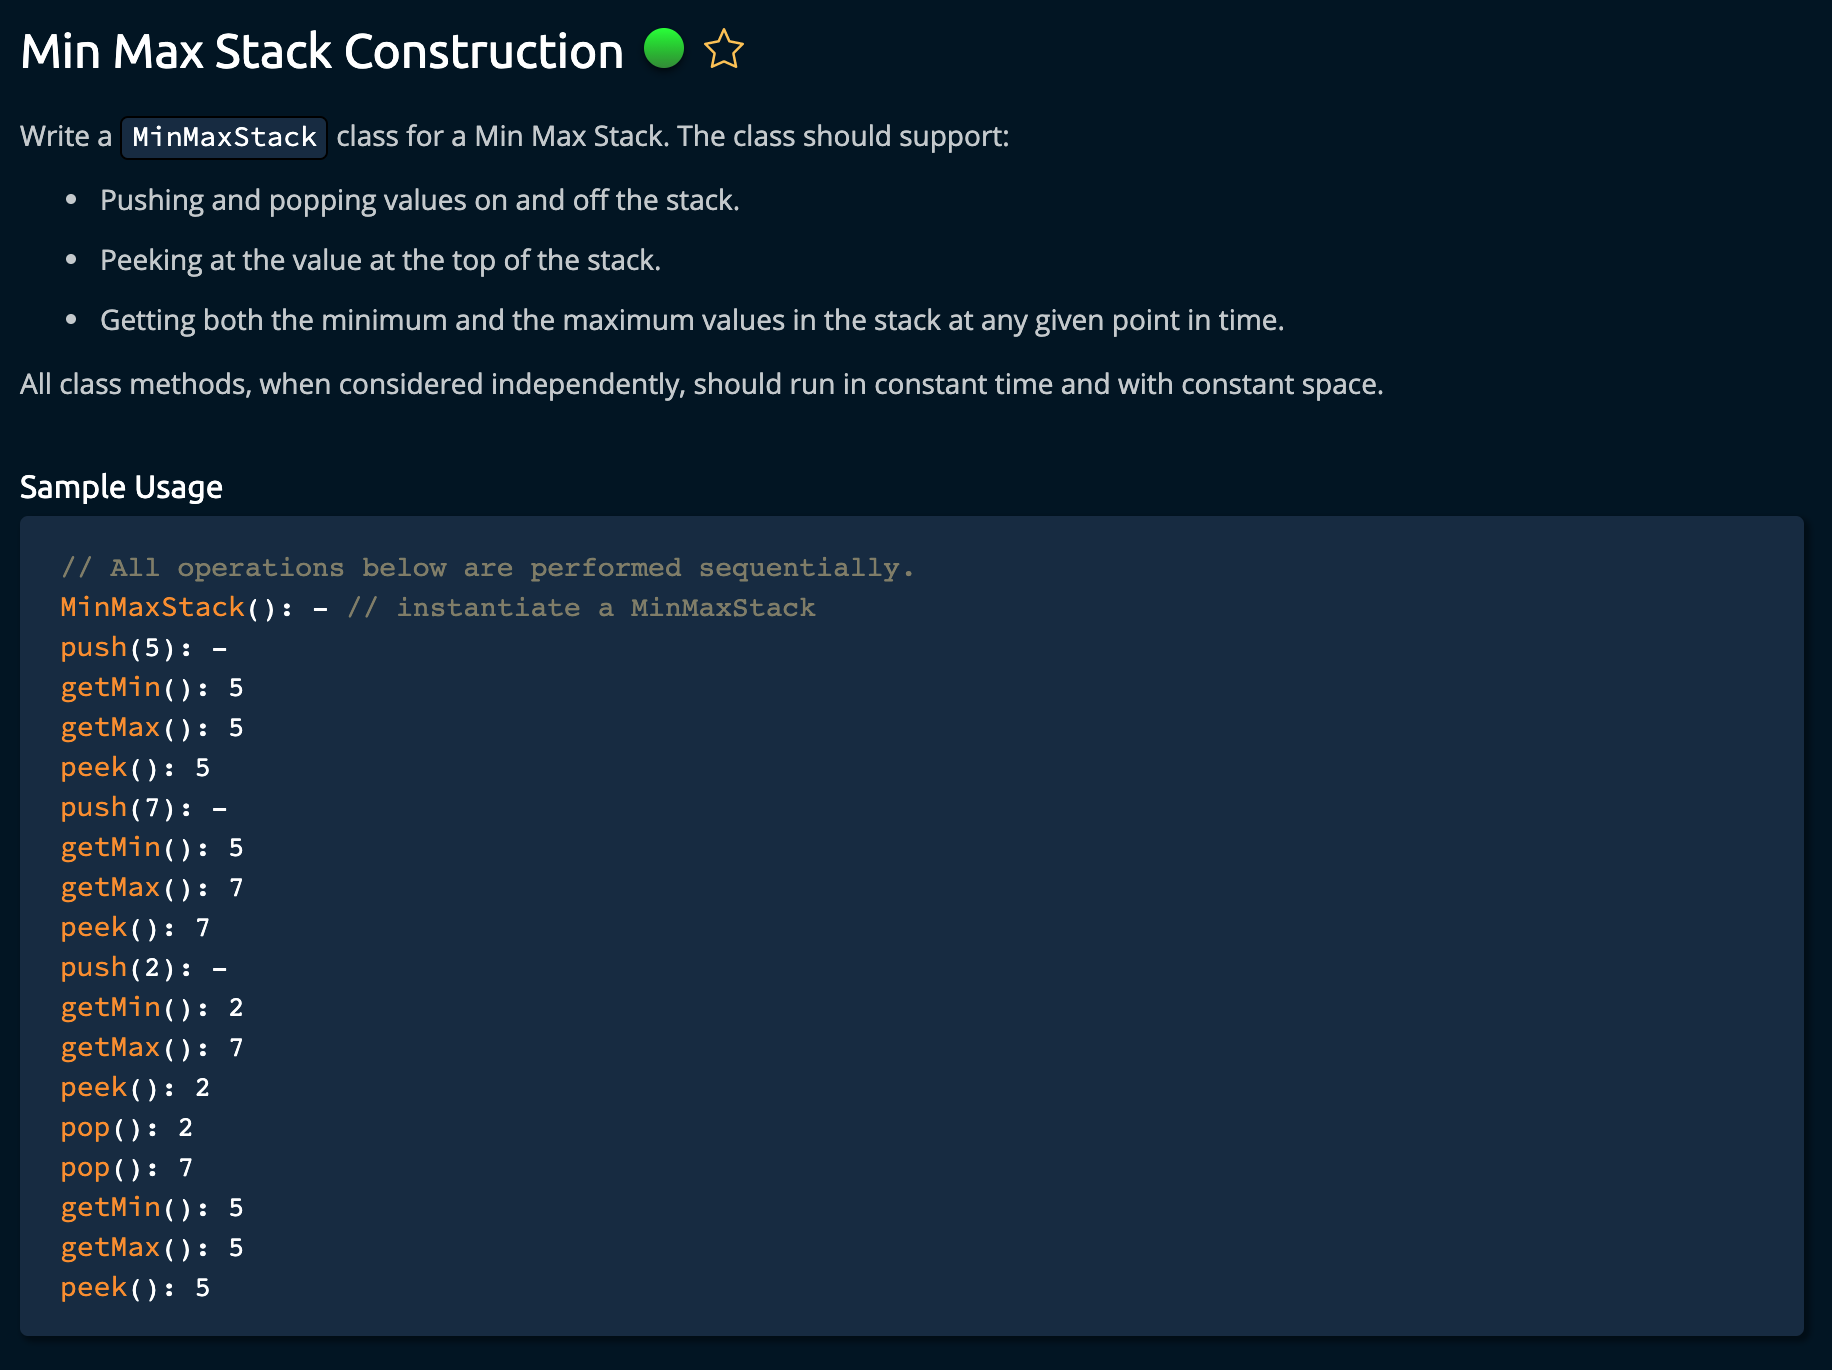 Min Max Stack Construction
Write a MinMaxStack class for a Min Max Stack. The class should support:
• Pushing and popping values on and off the stack.
• Peeking at the value at the top of the stack.
• Getting both the minimum and the maximum values in the stack at any given point in time.
All class methods, when considered independently, should run in constant time and with constant space.
Sample Usage
// All operations below are performed sequentially.
MinMaxStack(): - // instantiate a MinMaxStack
push(5): -
getMin(): 5
getMax(): 5
peek(): 5
push(7): -
getMin(): 5
getMax(): 7
peek(): 7
push(2): -
getMin(): 2
getMax(): 7
peek(): 2
pop(): 2
pop(): 7
getMin(): 5
getMax(): 5
peek(): 5